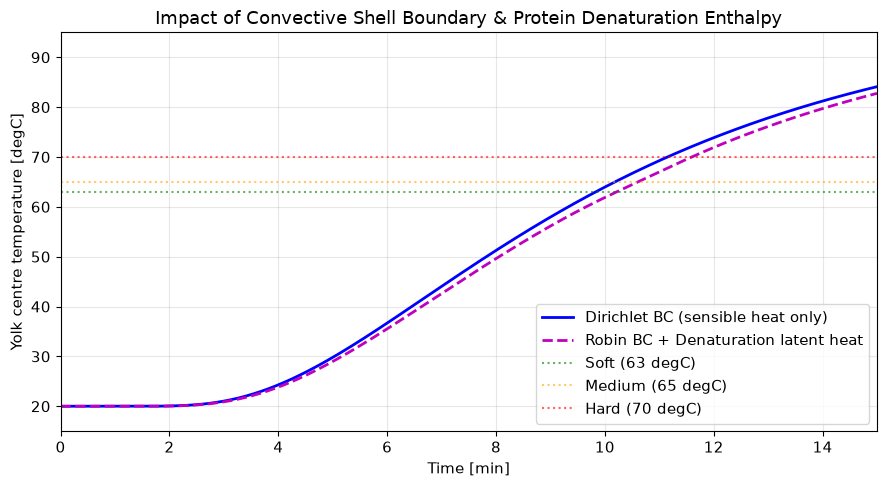 Impact of Convective Shell Boundary & Protein Denaturation Enthalpy
Yolk centre temperature [degC]
90
80
70
60
50
40
30
20
0 2 4 6 8 10 12 14
Time [min]
Dirichlet BC (sensible heat only)
Robin BC + Denaturation latent heat
Soft (63 degC)
Medium (65 degC)
Hard (70 degC)